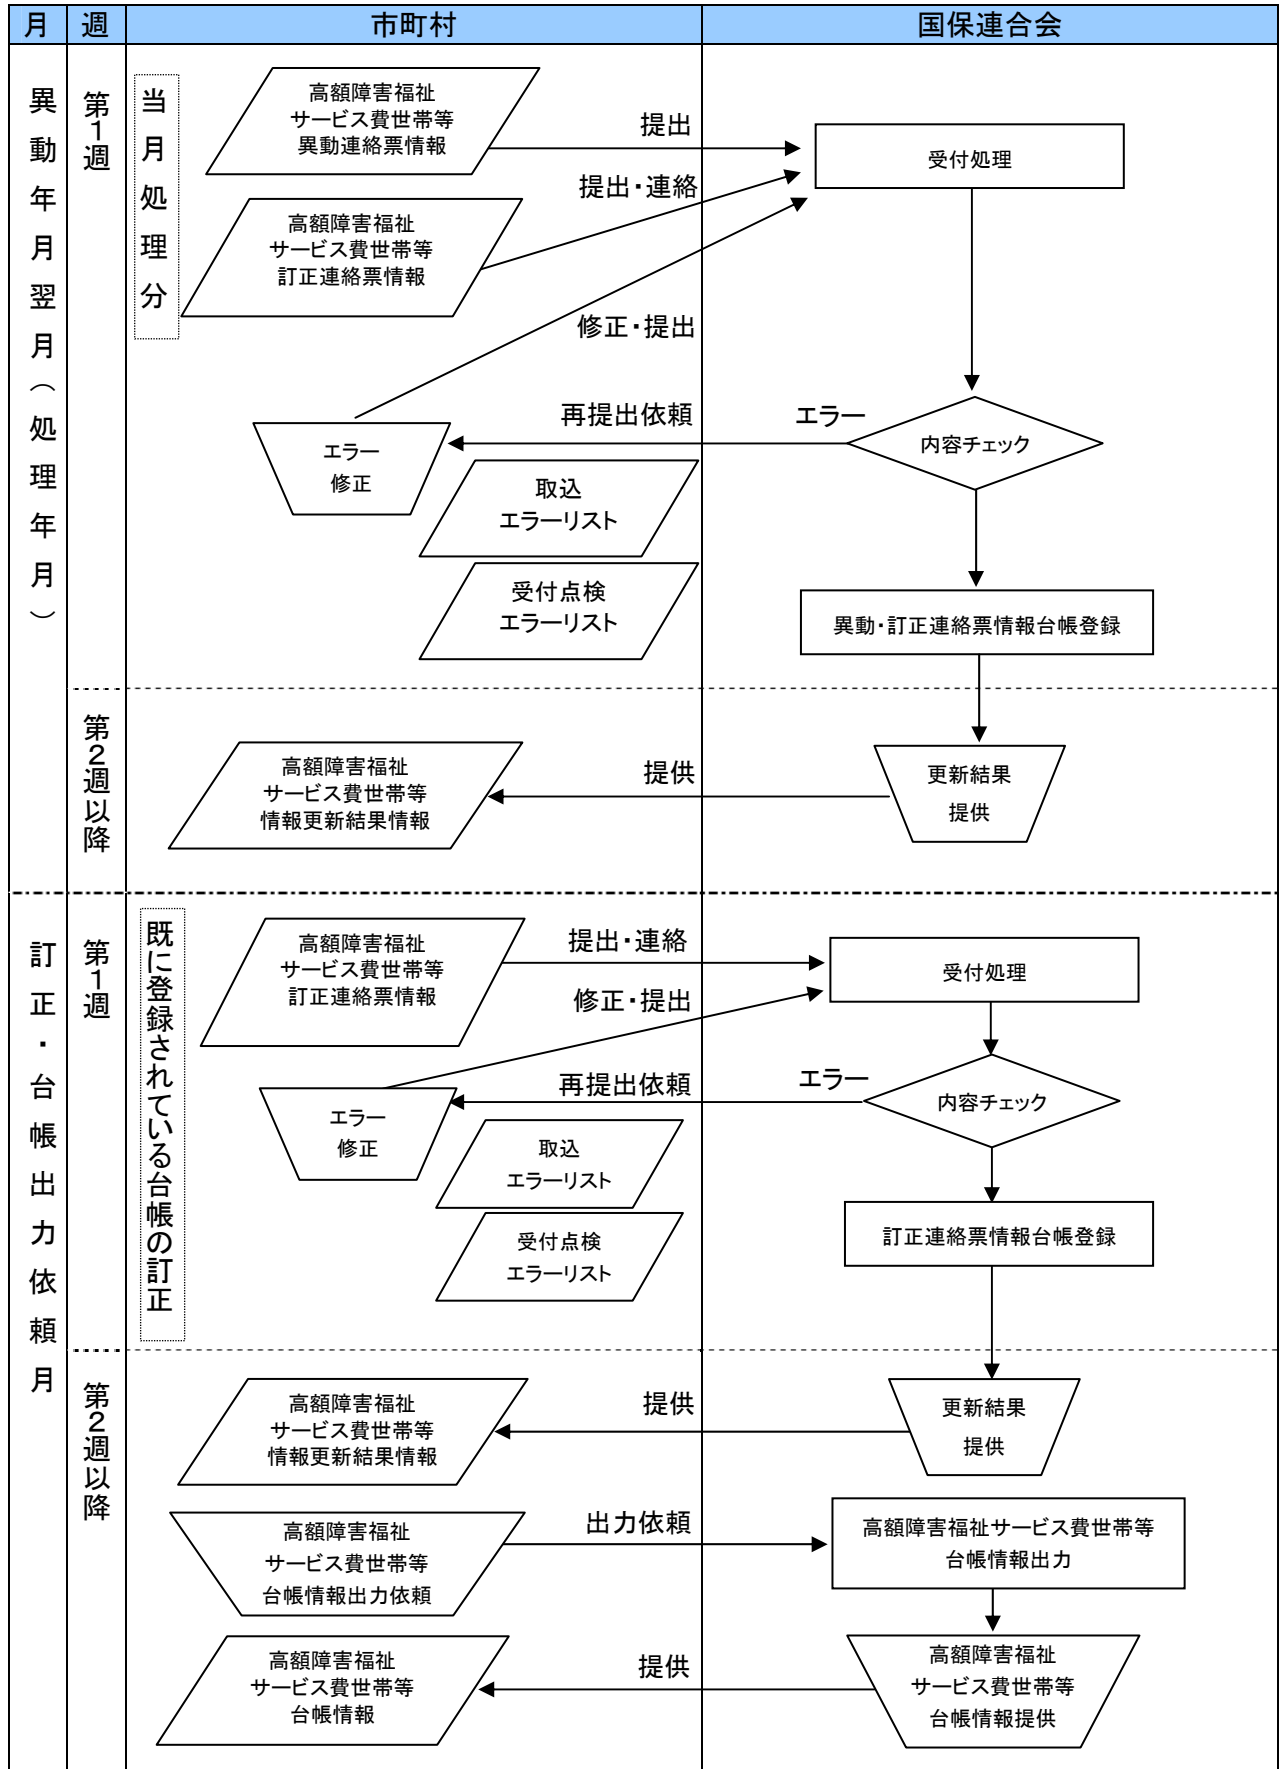 月 週 市町村 国保連合会
異動年月翌月（処理年月）
第1週
当月処理分
高額障害福祉
サービス費世帯等
異動連絡票情報
提出
受付処理
提出・連絡
高額障害福祉
サービス費世帯等
訂正連絡票情報
修正・提出
再提出依頼
エラー
内容チェック
エラー
修正
取込
エラーリスト
受付点検
エラーリスト
異動・訂正連絡票情報台帳登録
第2週以降
高額障害福祉
サービス費世帯等
情報更新結果情報
提供
更新結果
提供
訂正・台帳出力依頼月
第1週
既に登録されている台帳の訂正
高額障害福祉
サービス費世帯等
訂正連絡票情報
提出・連絡
受付処理
修正・提出
再提出依頼
エラー
内容チェック
エラー
修正
取込
エラーリスト
受付点検
エラーリスト
訂正連絡票情報台帳登録
第2週以降
高額障害福祉
サービス費世帯等
情報更新結果情報
提供
更新結果
提供
高額障害福祉
サービス費世帯等
台帳情報出力依頼
出力依頼
高額障害福祉サービス費世帯等
台帳情報出力
高額障害福祉
サービス費世帯等
台帳情報
提供
高額障害福祉
サービス費世帯等
台帳情報提供